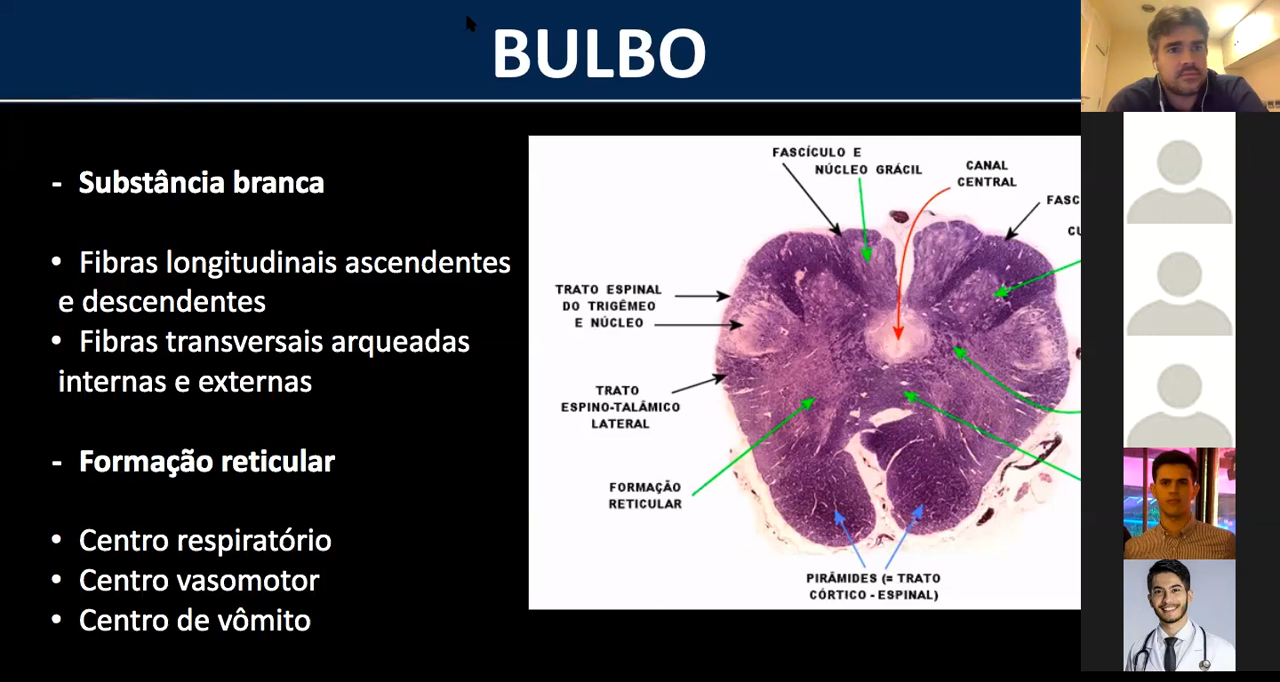 BULBO
- Substância branca
• Fibras longitudinais ascendentes
e descendentes
• Fibras transversais arqueadas
internas e externas
- Formação reticular
• Centro respiratório
• Centro vasomotor
• Centro de vômito
FASCÍCULO E
NÚCLEO GRÁCIL
CANAL
CENTRAL
FASC
CU
TRATO ESPINAL
DO TRIGÊMEO
E NÚCLEO
TRATO
ESPINO-TALÂMICO
LATERAL
FORMAÇÃO
RETICULAR
PIRÂMIDES (= TRATO
CÓRTICO - ESPINAL)